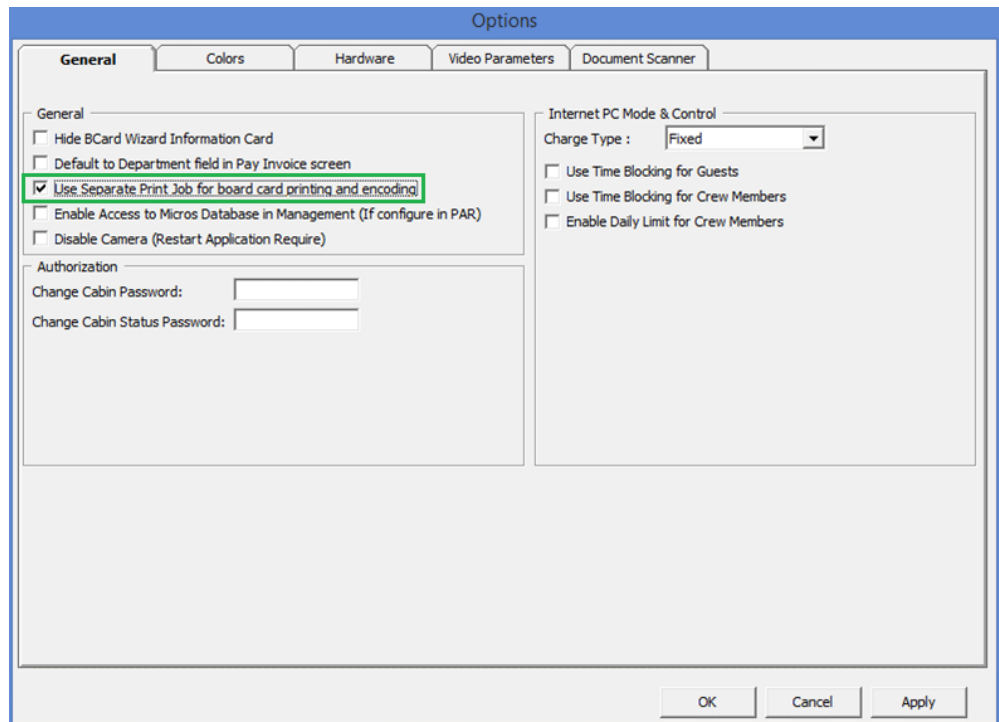 Options
General
Colors
Hardware
Video Parameters
Document Scanner
General
Hide BCard Wizard Information Card
Default to Department field in Pay Invoice screen
Use Separate Print Job for board card printing and encoding
Enable Access to Micros Database in Management (If configure in PAR)
Disable Camera (Restart Application Require)
Authorization
Change Cabin Password:
Change Cabin Status Password:
Internet PC Mode & Control
Charge Type : Fixed
Use Time Blocking for Guests
Use Time Blocking for Crew Members
Enable Daily Limit for Crew Members
OK
Cancel
Apply